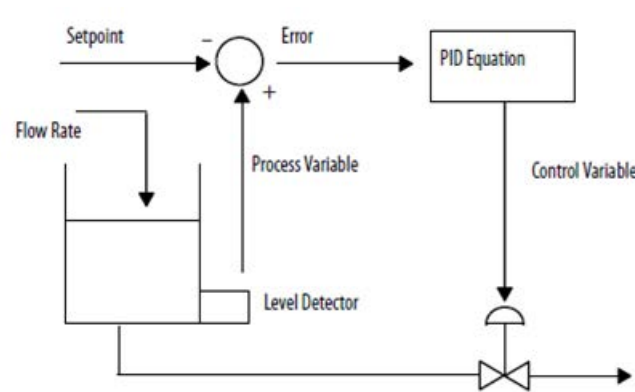 Setpoint
−
Error
PID Equation
+
Flow Rate
Process Variable
Control Variable
Level Detector